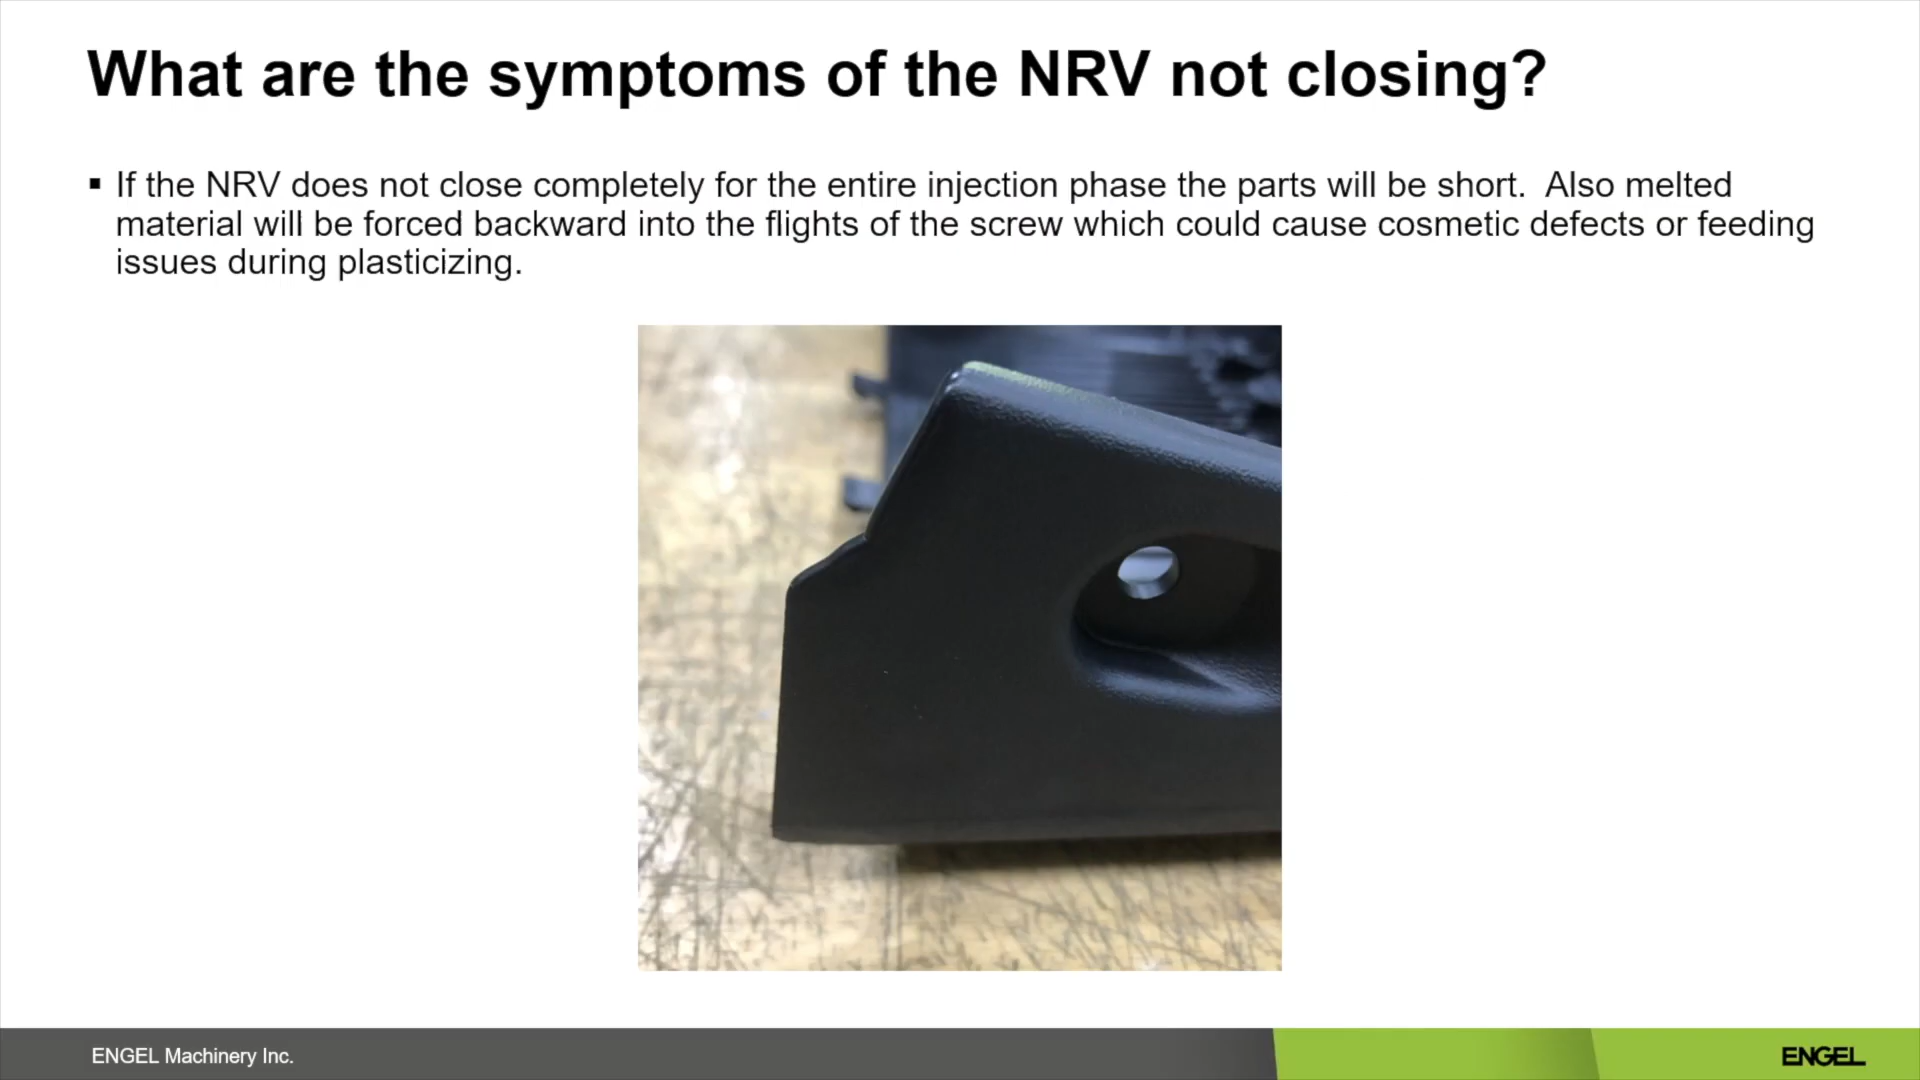 What are the symptoms of the NRV not closing?
▪ If the NRV does not close completely for the entire injection phase the parts will be short.  Also melted
material will be forced backward into the flights of the screw which could cause cosmetic defects or feeding
issues during plasticizing.
ENGEL Machinery Inc.
ENGEL